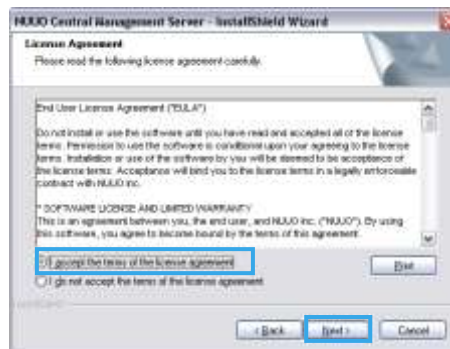 NUUO Central Management Server - InstallShield Wizard
License Agreement
Please read the following license agreement carefully.
End User License Agreement ("EULA")
Do not install or use the software until you have read and accepted all of the license
terms. Permission to use the software is conditional upon your agreeing to the license
terms. Installation or use of the software by you will be deemed to be acceptance of
the license terms. Acceptance will bind you to the license terms in a legally enforceable
contract with NUUO Inc.
* SOFTWARE LICENSE AND LIMITED WARRANTY
This is an agreement between you, the end user, and NUUO Inc. ("NUUO"). By using
this software, you agree to become bound by the terms of this agreement.
I accept the terms of the license agreement
Print
I do not accept the terms of the license agreement
< Back
Next >
Cancel